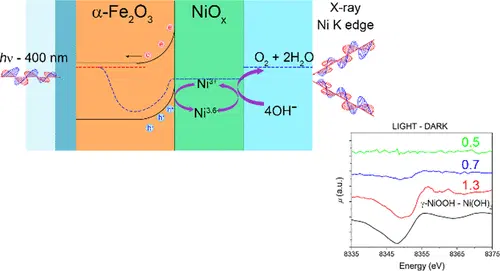 α-Fe₂O₃
NiOₓ
X-ray
Ni K edge
hν - 400 nm
e⁻
O₂ + 2H₂O
Ni²⁺
Ni³·⁶
4OH⁻
h⁺
h⁺
h⁺
LIGHT - DARK
0.5
0.7
1.3
γ-NiOOH - Ni(OH)₂
μ (a.u.)
8335 8345 8355 8365 8375
Energy (eV)